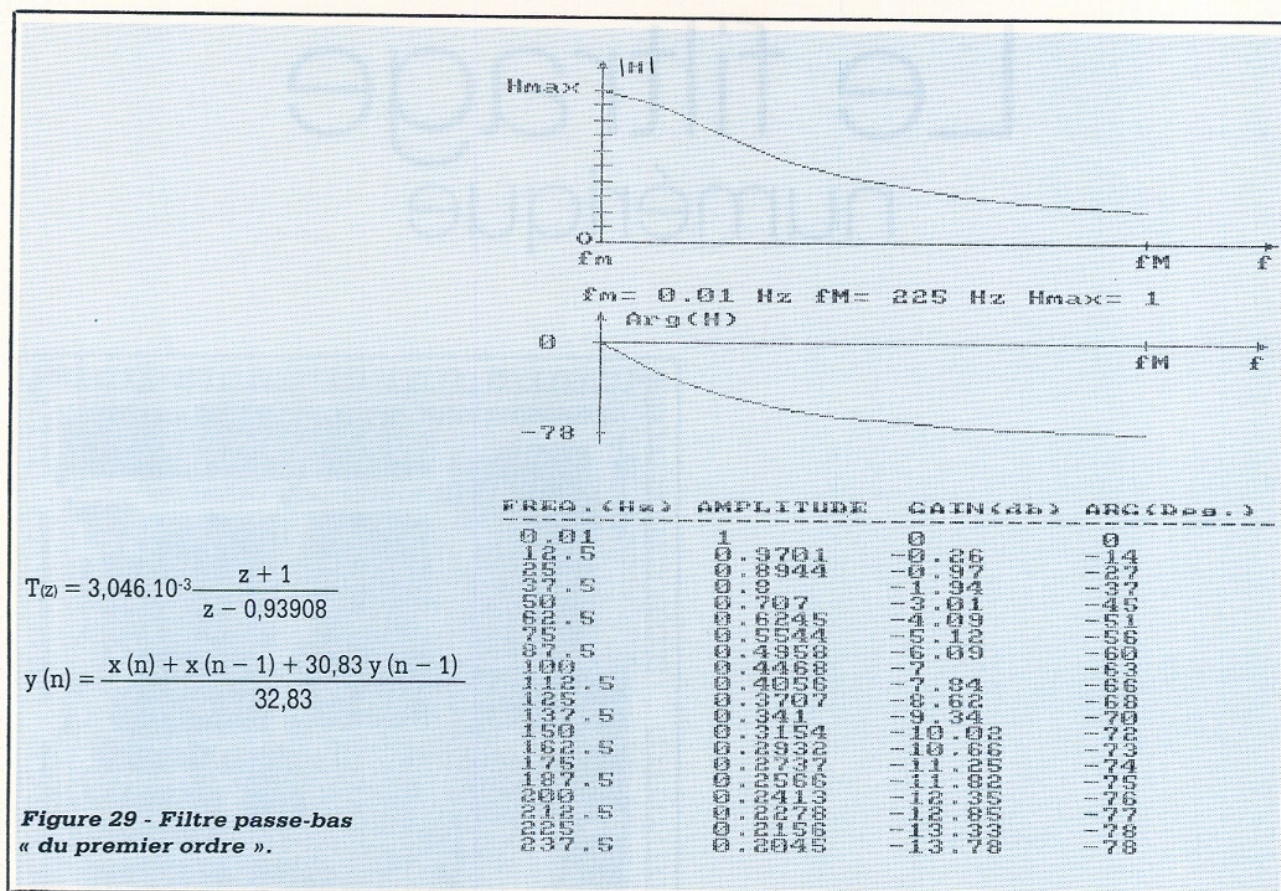 |H|
Hmax
0
fm fM f
fm= 0.01 Hz fM= 225 Hz Hmax= 1
Arg(H)
0
fM f
-78
FREQ.(Hz) AMPLITUDE GAIN(db) ARG(Deg.)
0.01 1 0 0
12.5 0.9701 -0.26 -14
25 0.8944 -0.97 -27
37.5 0.8 -1.94 -37
50 0.707 -3.01 -45
62.5 0.6245 -4.09 -51
75 0.5544 -5.12 -56
87.5 0.4958 -6.09 -60
100 0.4468 -7 -63
112.5 0.4056 -7.84 -66
125 0.3707 -8.62 -68
137.5 0.341 -9.34 -70
150 0.3154 -10.02 -72
162.5 0.2932 -10.66 -73
175 0.2737 -11.25 -74
187.5 0.2566 -11.82 -75
200 0.2413 -12.35 -76
212.5 0.2278 -12.85 -77
225 0.2156 -13.33 -78
237.5 0.2045 -13.78 -78
T(z) = 3,046.10-3 z + 1
z – 0,93908
y (n) = x (n) + x (n – 1) + 30,83 y (n – 1)
32,83
Figure 29 - Filtre passe-bas
« du premier ordre ».